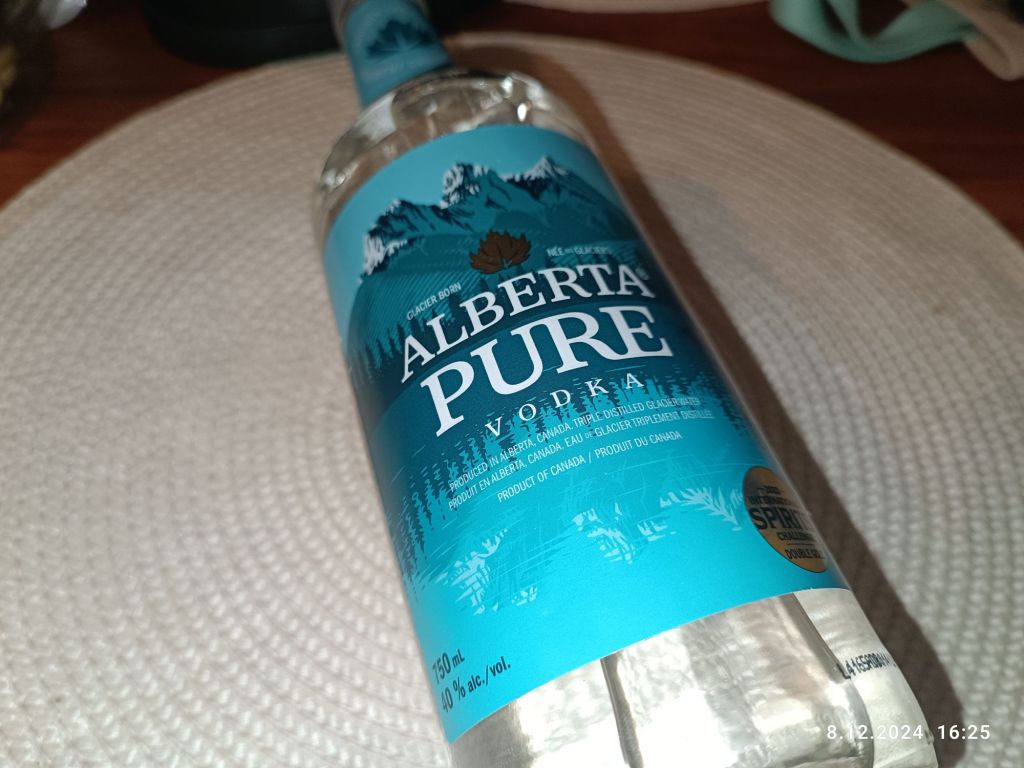 GLACIER BORN
NÉE DES GLACIERS
ALBERTA®
PURE
VODKA
PRODUCED IN ALBERTA, CANADA. TRIPLE DISTILLED GLACIER WATER
PRODUIT EN ALBERTA, CANADA. EAU DE GLACIER TRIPLEMENT DISTILLÉE
PRODUCT OF CANADA / PRODUIT DU CANADA
SPIRITS
DOUBLE
750 mL
40 % alc./vol.
8.12.2024 16:25